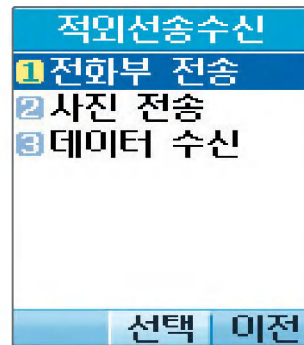 적외선송수신
1 전화부 전송
2 사진 전송
3 데이터 수신
선택 이전